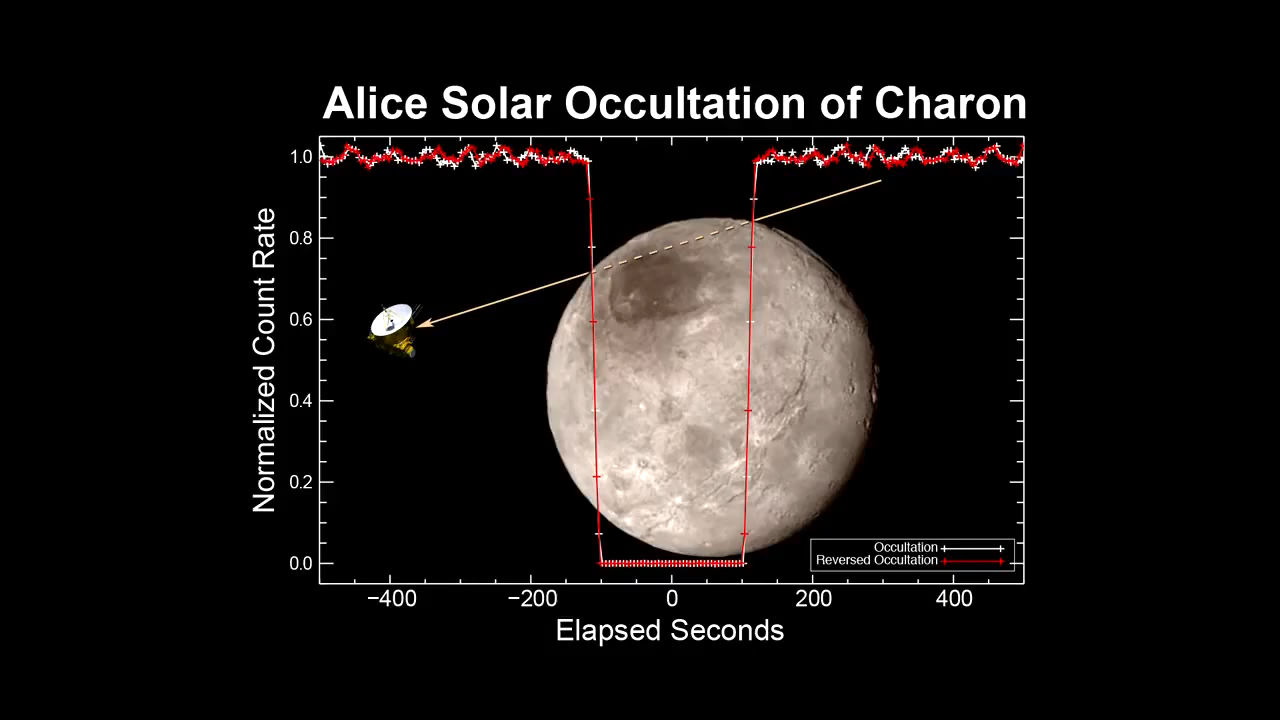 Alice Solar Occultation of Charon
Normalized Count Rate
1.0
0.8
0.6
0.4
0.2
0.0
Occultation
Reversed Occultation
−400 −200 0 200 400
Elapsed Seconds